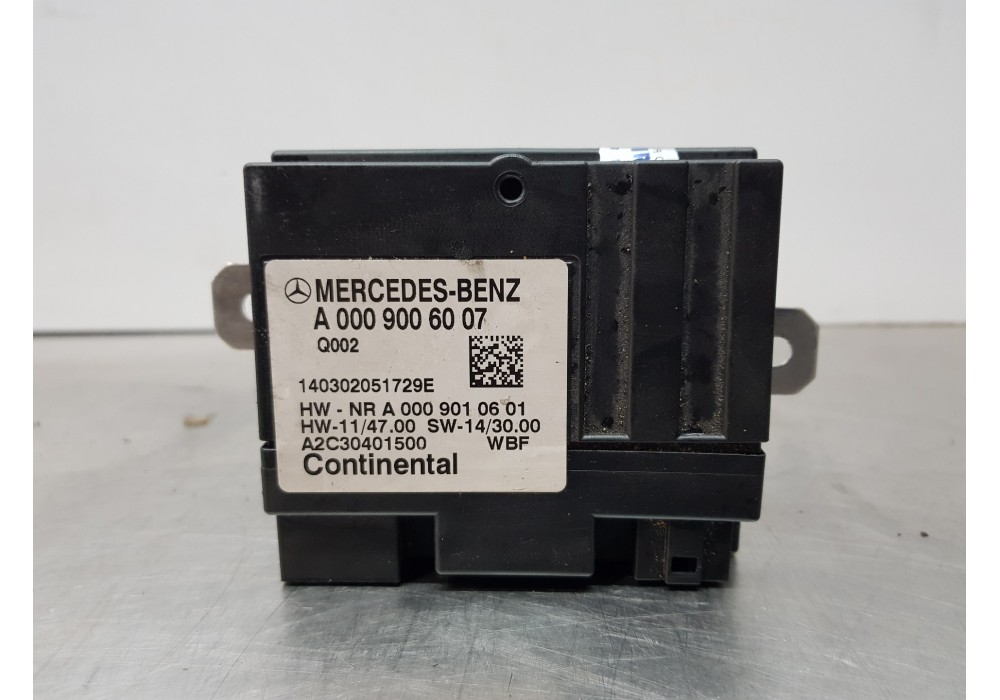 MERCEDES-BENZ
A 000 900 60 07
Q002
140302051729E
HW - NR A 000 901 06 01
HW-11/47.00 SW-14/30.00
A2C30401500 WBF
Continental